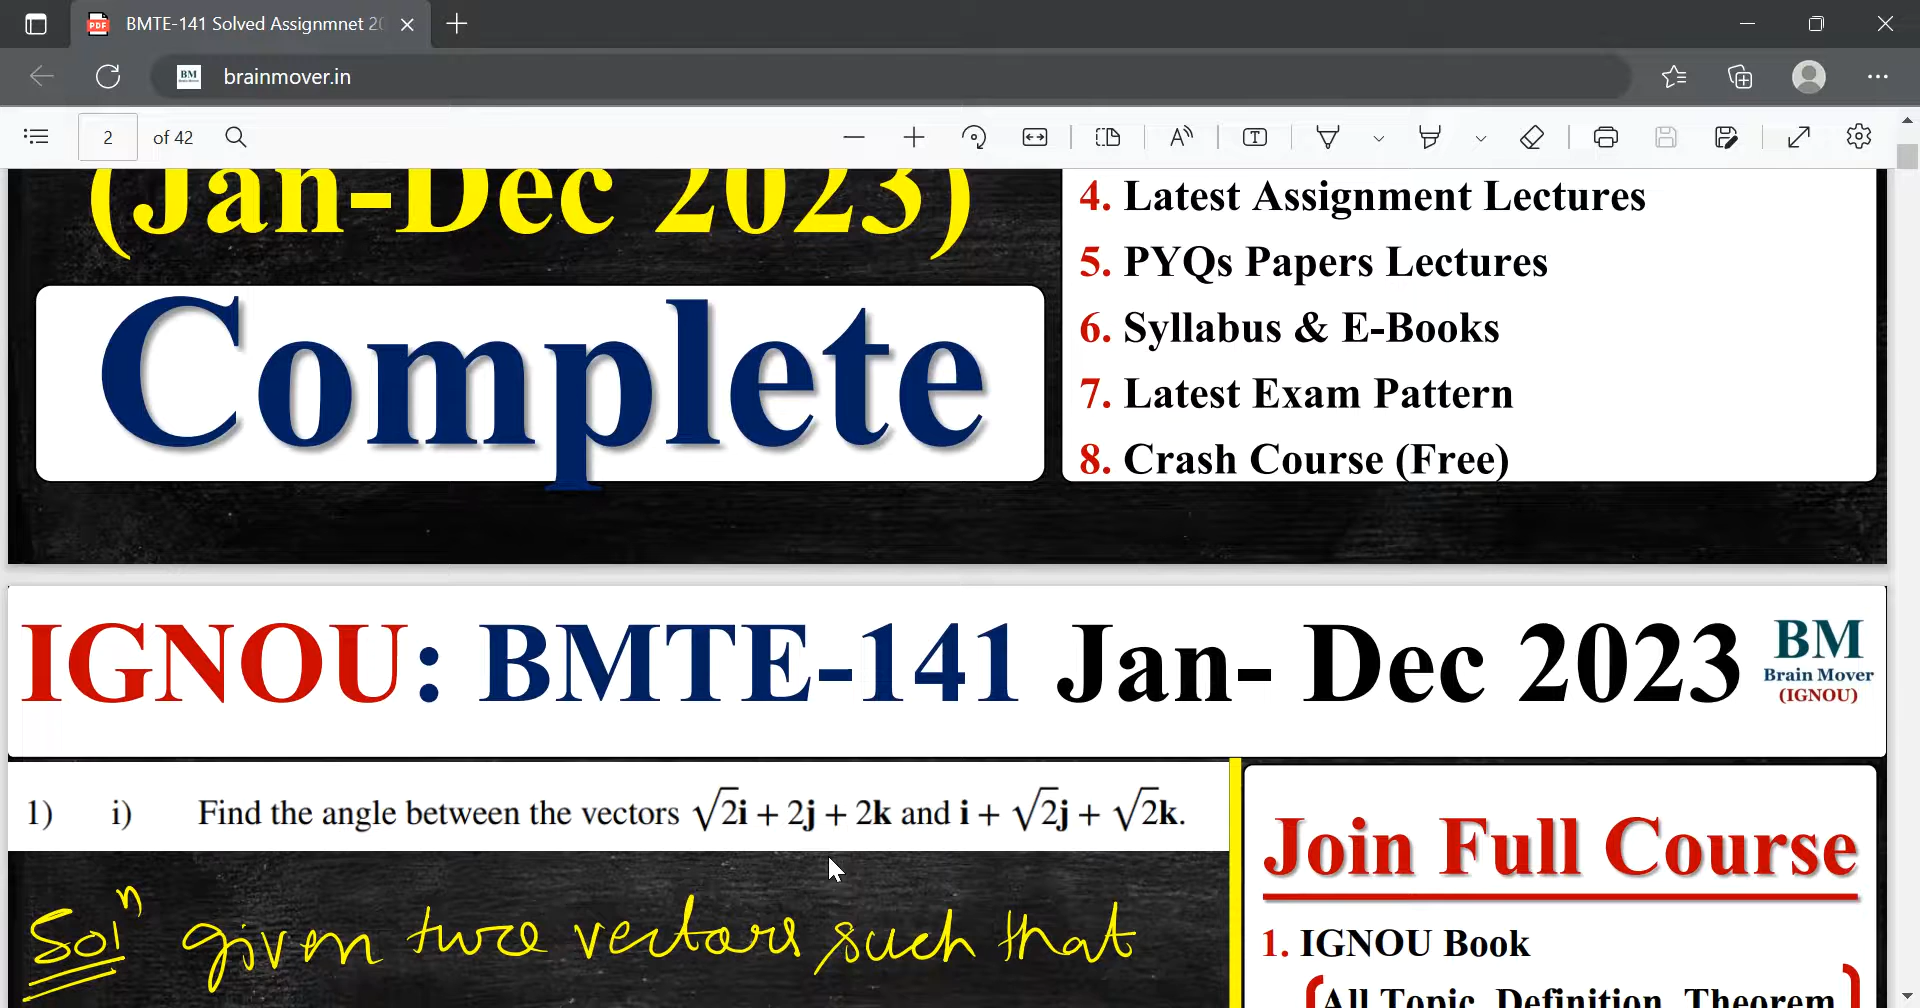 BMTE-141 Solved Assignmnet 20
BM
brainmover.in
2 of 42
(Jan-Dec 2023)
Complete
4. Latest Assignment Lectures
5. PYQs Papers Lectures
6. Syllabus & E-Books
7. Latest Exam Pattern
8. Crash Course (Free)
IGNOU: BMTE-141 Jan- Dec 2023
BM
Brain Mover
(IGNOU)
1) i) Find the angle between the vectors √2i + 2j + 2k and i + √2j + √2k.
Solⁿ given two vectors such that
Join Full Course
1. IGNOU Book
(All Topic, Definition, Theorem)